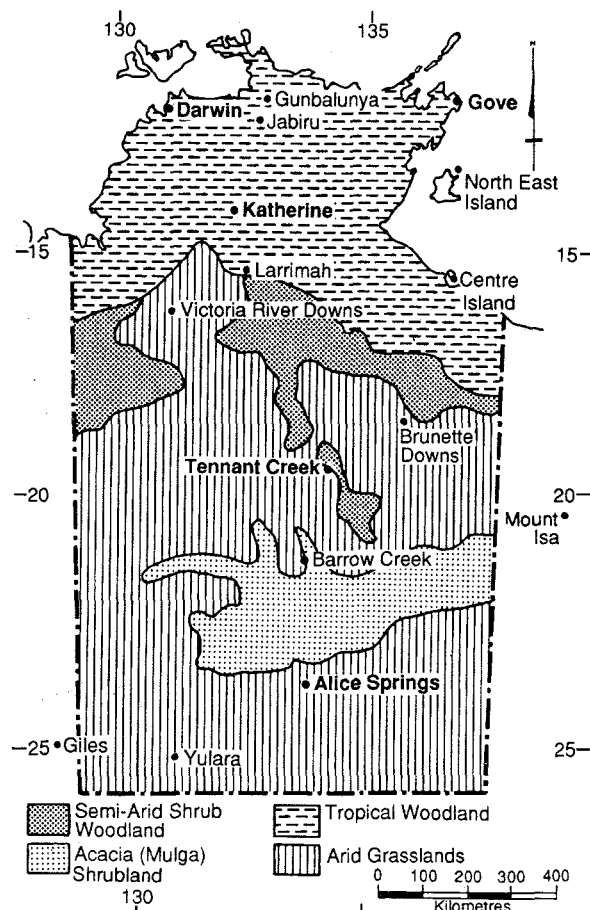 130
135
N
Gunbalunya
Darwin
Jabiru
Gove
North East
Island
Katherine
15
15
Larrimah
Centre
Island
Victoria River Downs
Brunette
Downs
Tennant Creek
20
20
Mount
Isa
Barrow Creek
Alice Springs
25
Giles
Yulara
25
Semi-Arid Shrub
Woodland
Tropical Woodland
Acacia (Mulga)
Shrubland
Arid Grasslands
130
0 100 200 300 400
Kilometres